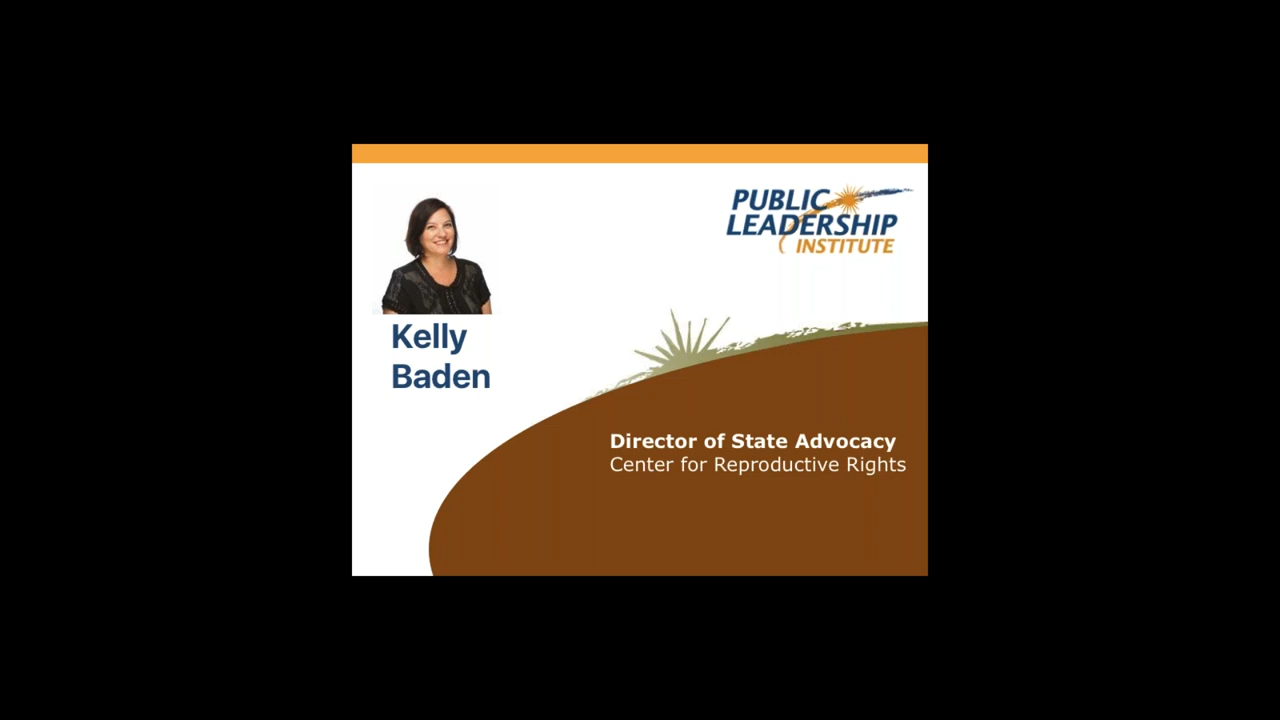 PUBLIC
LEADERSHIP
INSTITUTE
Kelly
Baden
Director of State Advocacy
Center for Reproductive Rights